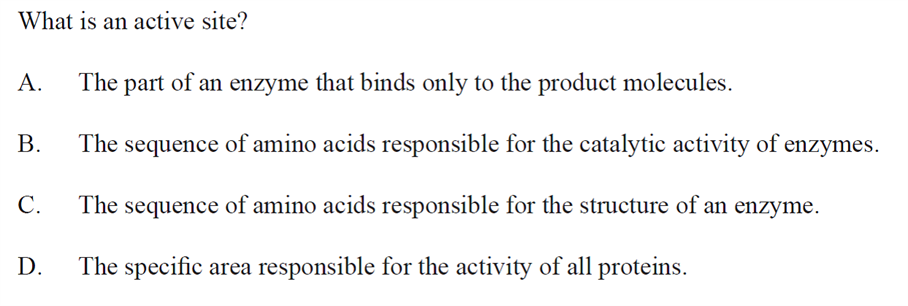 What is an active site?
A. The part of an enzyme that binds only to the product molecules.
B. The sequence of amino acids responsible for the catalytic activity of enzymes.
C. The sequence of amino acids responsible for the structure of an enzyme.
D. The specific area responsible for the activity of all proteins.